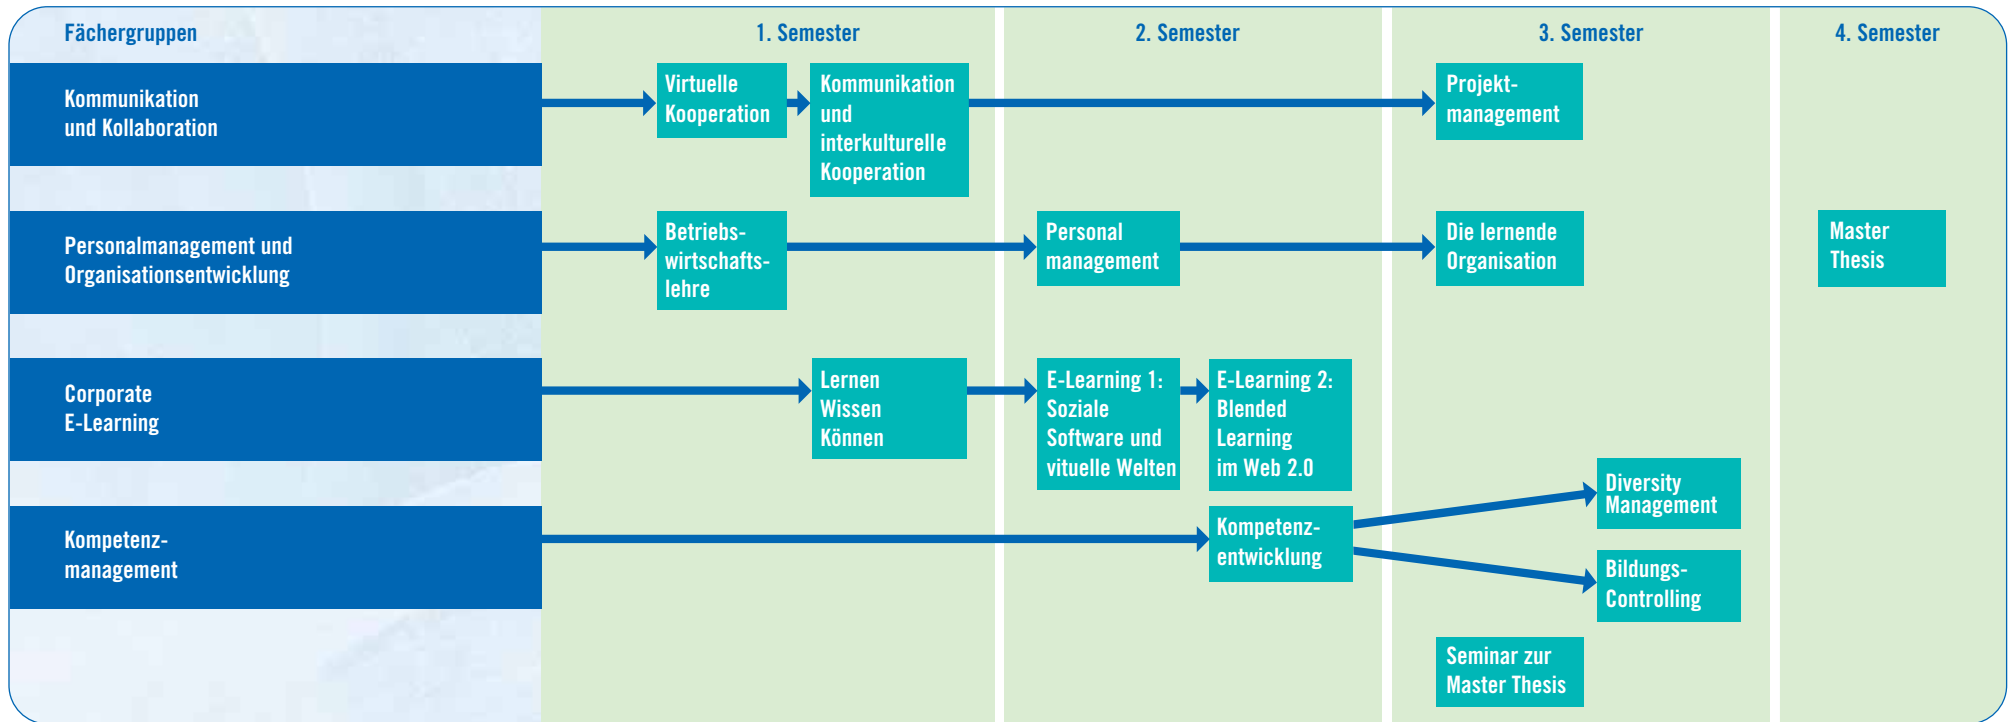 Fächergruppen
1. Semester
2. Semester
3. Semester
4. Semester
Kommunikation
und Kollaboration
Virtuelle
Kooperation
Kommunikation
und
interkulturelle
Kooperation
Projekt-
management
Personalmanagement und
Organisationsentwicklung
Betriebs-
wirtschafts-
lehre
Personal
management
Die lernende
Organisation
Master
Thesis
Corporate
E-Learning
Lernen
Wissen
Können
E-Learning 1:
Soziale
Software und
vituelle Welten
E-Learning 2:
Blended
Learning
im Web 2.0
Kompetenz-
management
Kompetenz-
entwicklung
Diversity
Management
Bildungs-
Controlling
Seminar zur
Master Thesis